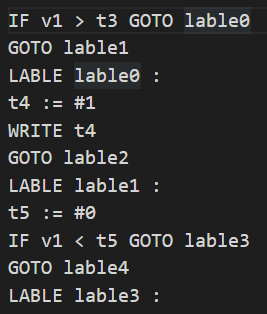 IF v1 > t3 GOTO lable0
GOTO lable1
LABLE lable0 :
t4 := #1
WRITE t4
GOTO lable2
LABLE lable1 :
t5 := #0
IF v1 < t5 GOTO lable3
GOTO lable4
LABLE lable3 :